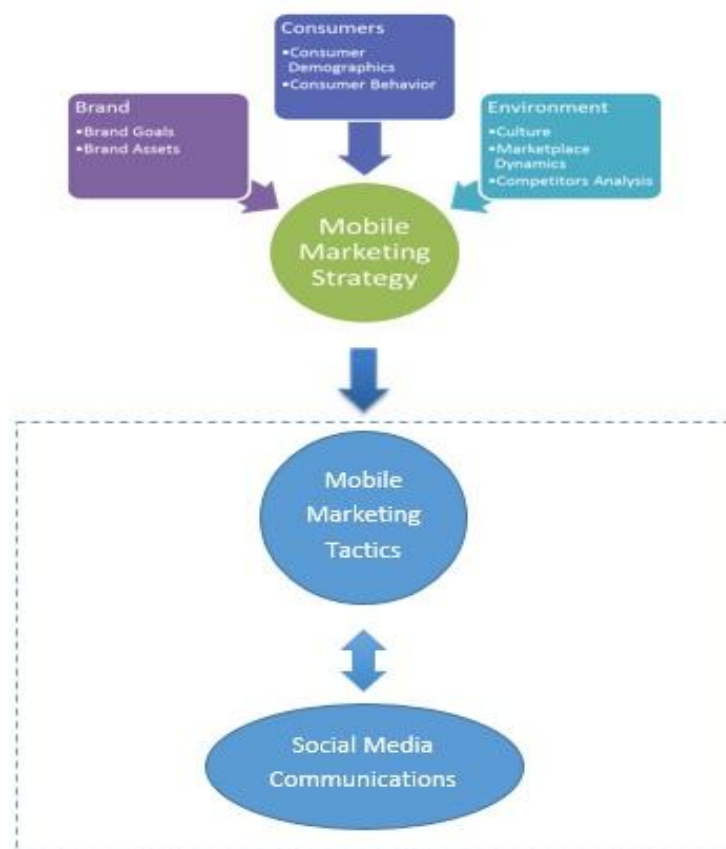 Consumers
•Consumer
Demographics
•Consumer Behavior
Brand
•Brand Goals
•Brand Assets
Environment
•Culture
•Marketplace
Dynamics
•Competitors Analysis
Mobile
Marketing
Strategy
Mobile
Marketing
Tactics
Social Media
Communications